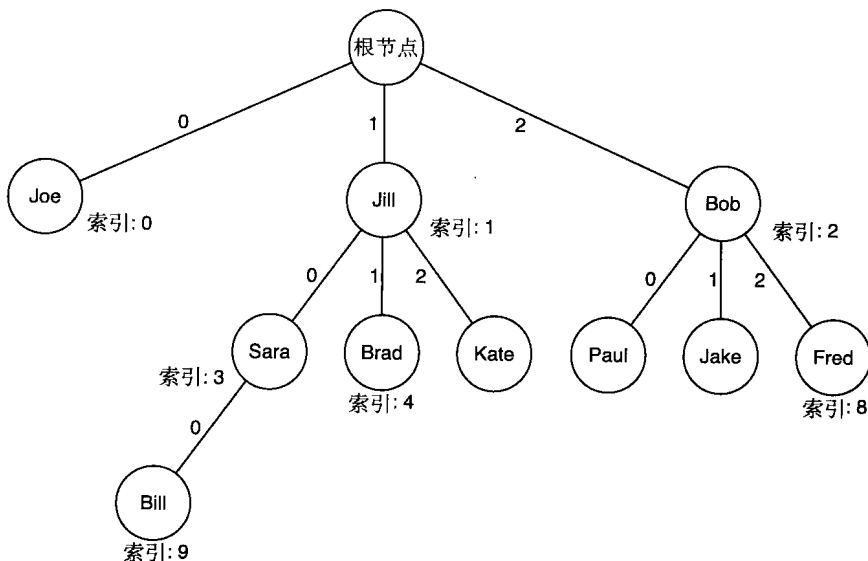 根节点
0
1
2
Joe
Jill
Bob
索引: 0
索引: 1
索引: 2
0
1
2
0
1
2
Sara
Brad
Kate
Paul
Jake
Fred
索引: 3
索引: 4
索引: 8
0
Bill
索引: 9